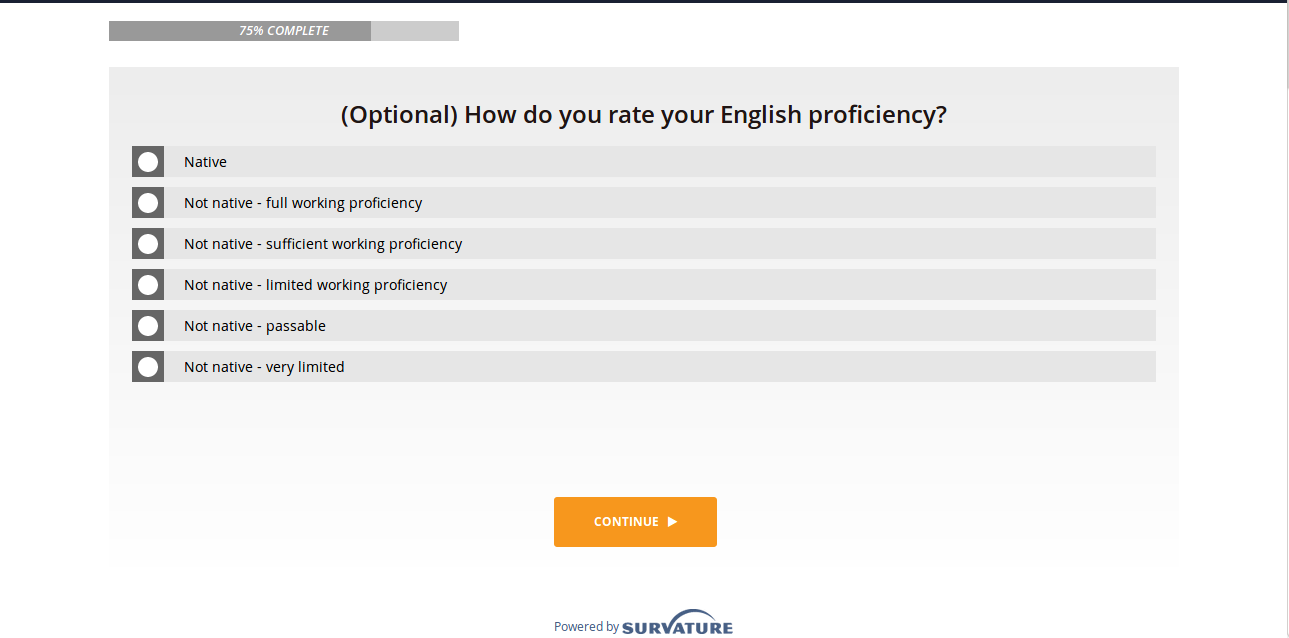 75% COMPLETE
(Optional) How do you rate your English proficiency?
Native
Not native - full working proficiency
Not native - sufficient working proficiency
Not native - limited working proficiency
Not native - passable
Not native - very limited
CONTINUE
Powered by SURVATURE